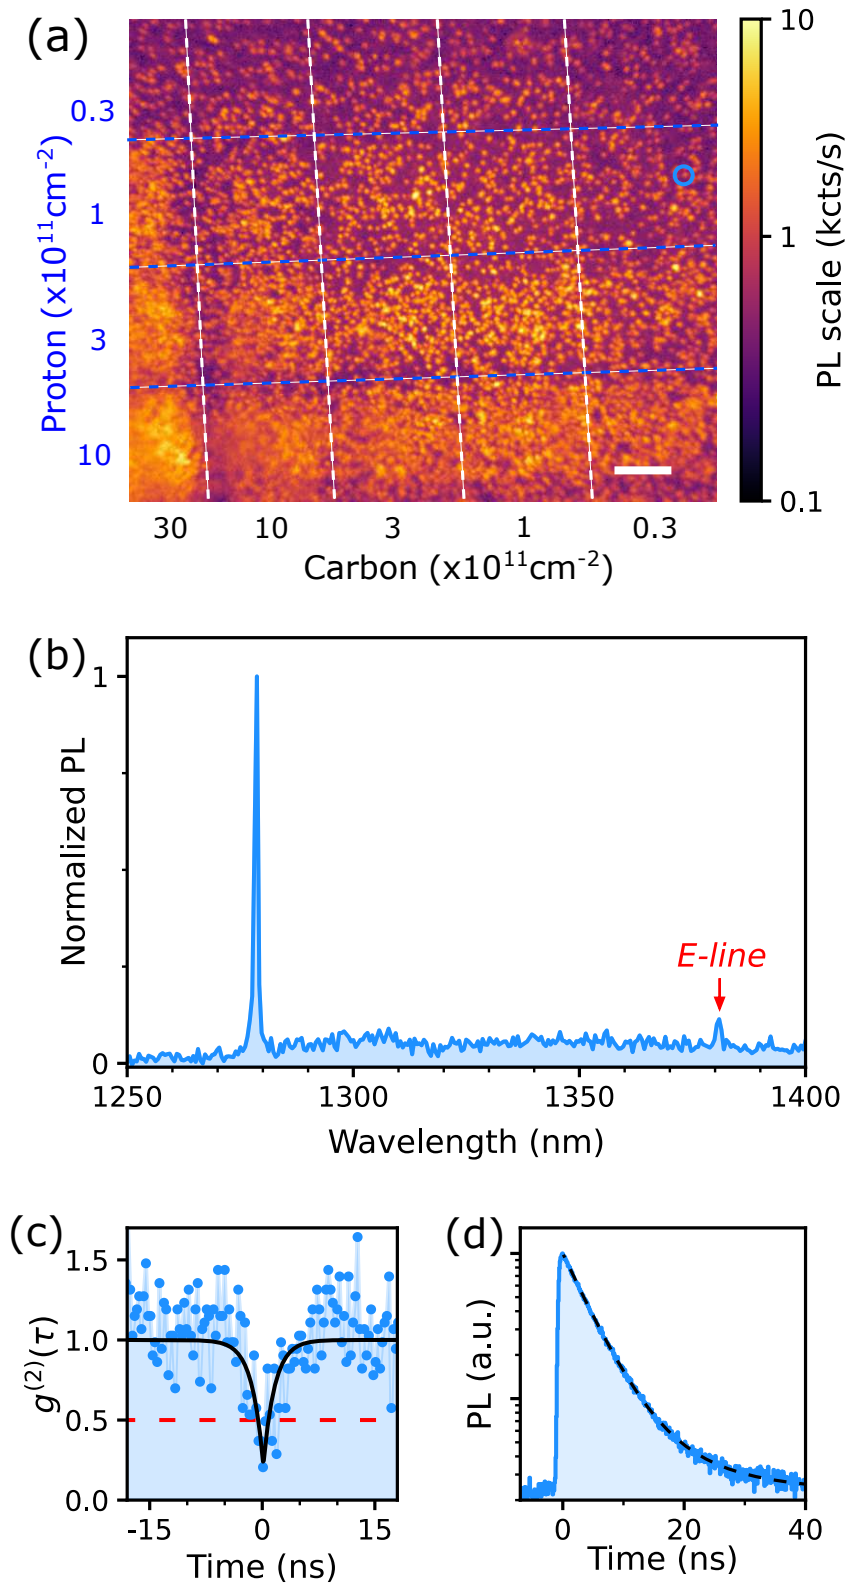 (a)
Proton (x10¹¹cm⁻²)
0.3
1
3
10
30 10 3 1 0.3
Carbon (x10¹¹cm⁻²)
10
1
0.1
PL scale (kcts/s)
(b)
Normalized PL
1
0
E-line
1250 1300 1350 1400
Wavelength (nm)
(c)
g⁽²⁾(τ)
1.5
1.0
0.5
0.0
-15 0 15
Time (ns)
(d)
PL (a.u.)
0 20 40
Time (ns)